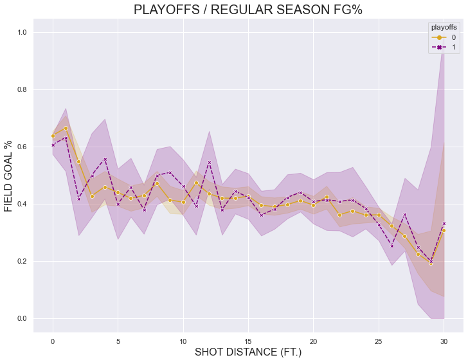 PLAYOFFS / REGULAR SEASON FG%
playoffs
0
1
FIELD GOAL %
1.0
0.8
0.6
0.4
0.2
0.0
0 5 10 15 20 25 30
SHOT DISTANCE (FT.)